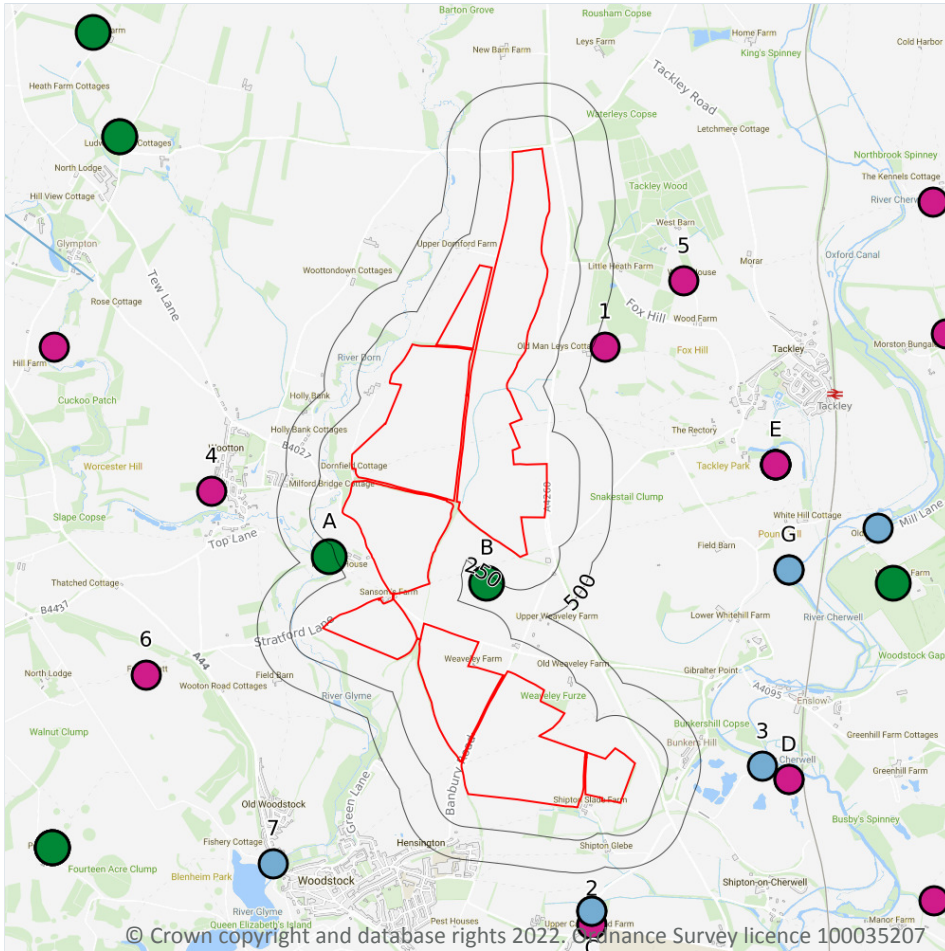 Barton Grove
Rousham Copse
Leys Farm
Home Farm
Cold Harbor
King's Spinney
New Barn Farm
Heath Farm Cottages
Tackley Road
Waterleys Copse
Letchmere Cottage
Cottages
North Lodge
Northbrook Spinney
The Kennels Cottage
Hill View Cottage
Tackley Wood
River Cher
West Barn
Glympton
Upper Dornford Farm
5
Oxford Canal
Wootton​down Cottages
Little Heath Farm
Morar
Tew Lane
Rose Cottage
Fox Hill
1
Wood Farm
Old Man Leys Cotta
Morston Bungal
Hill Farm
River Dorn
Fox Hill
Tackley
Holly Bank
Cuckoo Patch
Tackley
Holly Bank Cottages
The Rectory
E
B4027
Wootton
Worcester Hill
4
Dornfield Cottage
Tackley Park
Milford Bridge Cottage
A4260
Snakestail Clump
Slape Copse
A
White Hill Cottage
Mill Lane
Top Lane
Old
G
B
Field Barn
250
500
Thatched Cottage
Sansom's Farm
B4437
Upper Weaveley Farm
Lower Whitehill Farm
River Cherwell
Stratford Lane
6
A44
Weaveley Farm
Old Weaveley Farm
Woodstock Gap
North Lodge
Field Barn
Gibraltar Point
Wooton Road Cottages
River Glyme
Weaveley Furze
A4095
Enslow
Walnut Clump
Bunkershill Copse
Bunkers Hill
Greenhill Farm Cottages
3
D
Cherwell
Greenhill Farm
Banbury Road
Green Lane
Old Woodstock
Shipton Slade Farm
Busby's Spinney
7
Fishery Cottage
Hensington
Shipton Glebe
Fourteen Acre Clump
Blenheim Park
Woodstock
2
Shipton-on-Cherwell
River Glyme
Pest Houses
Manor Farm
Queen Elizabeth's Island
© Crown copyright and database rights 2022. Ordnance Survey licence 100035207